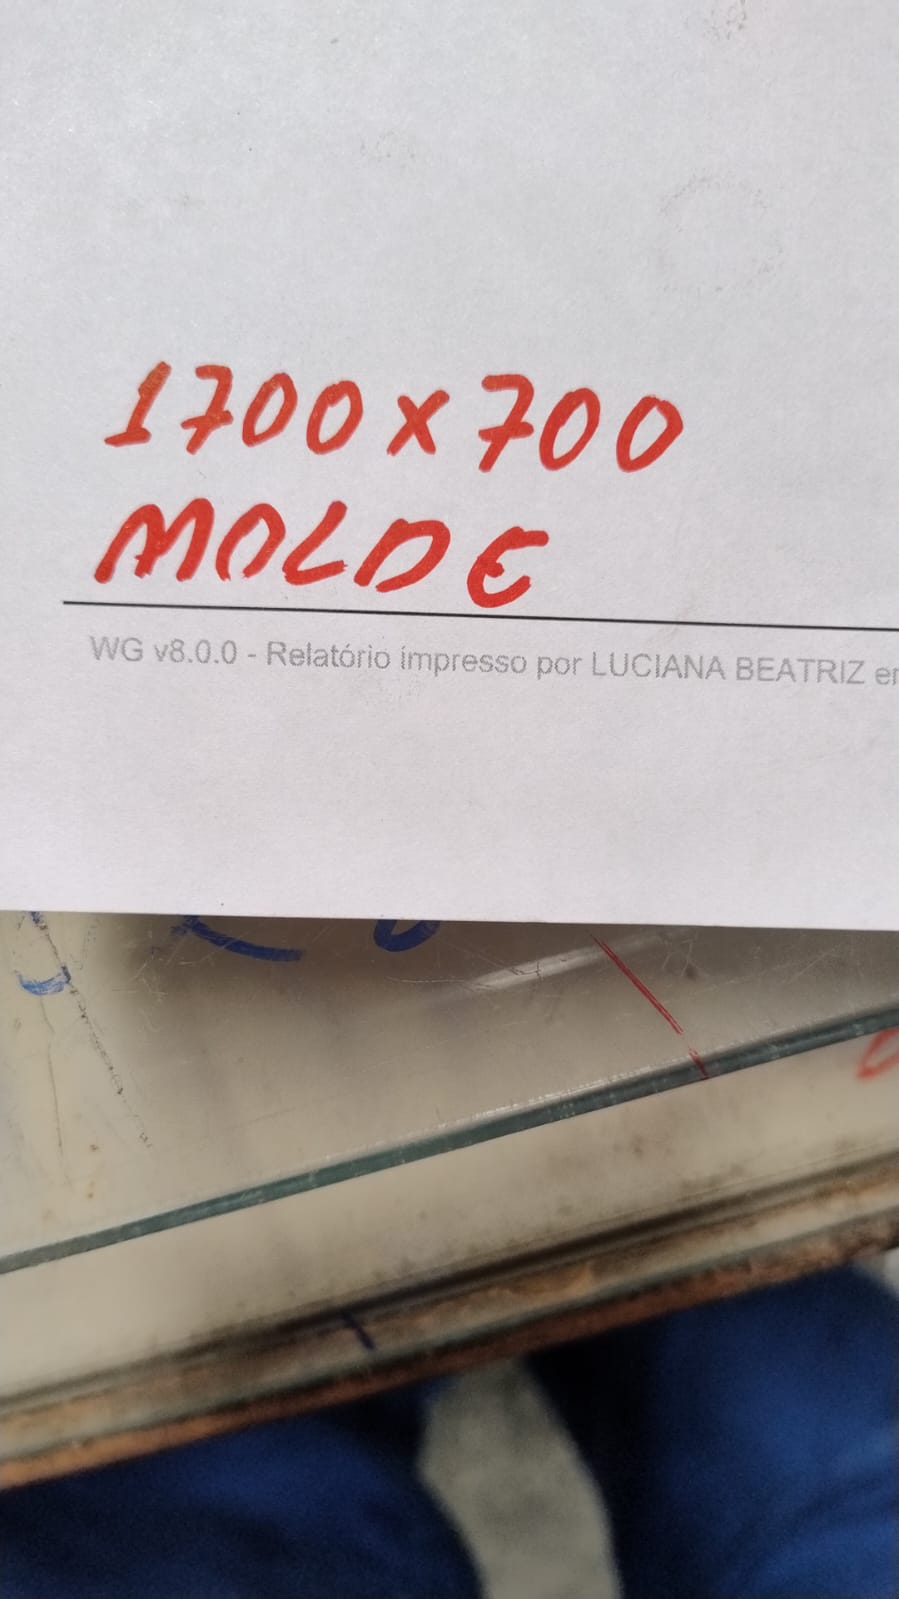 1700 x 700
MOLDE
WG v8.0.0 - Relatório impresso por LUCIANA BEATRIZ